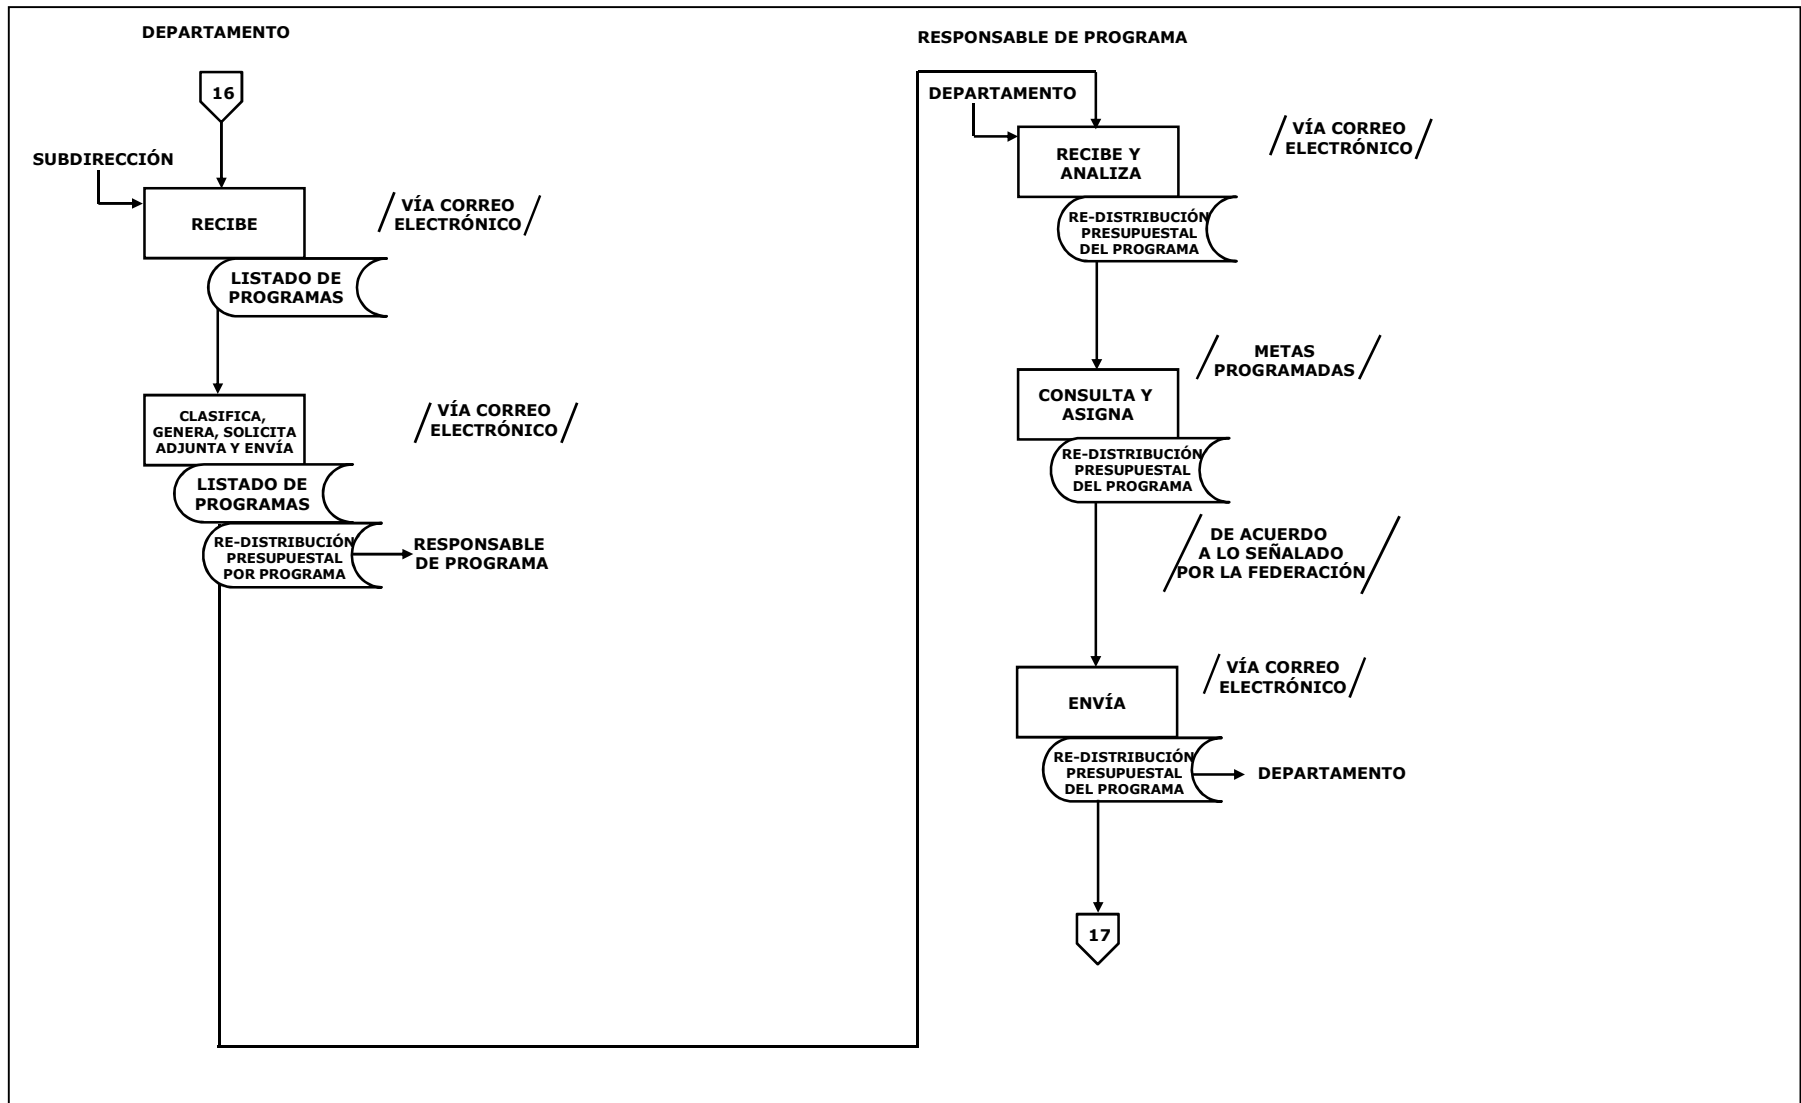 DEPARTAMENTO
16
SUBDIRECCIÓN
RECIBE
VÍA CORREO
ELECTRÓNICO
LISTADO DE
PROGRAMAS
CLASIFICA,
GENERA, SOLICITA
ADJUNTA Y ENVÍA
VÍA CORREO
ELECTRÓNICO
LISTADO DE
PROGRAMAS
RE-DISTRIBUCIÓN
PRESUPUESTAL
POR PROGRAMA
RESPONSABLE
DE PROGRAMA
RESPONSABLE DE PROGRAMA
DEPARTAMENTO
RECIBE Y
ANALIZA
VÍA CORREO
ELECTRÓNICO
RE-DISTRIBUCIÓN
PRESUPUESTAL
DEL PROGRAMA
METAS
PROGRAMADAS
CONSULTA Y
ASIGNA
RE-DISTRIBUCIÓN
PRESUPUESTAL
DEL PROGRAMA
DE ACUERDO
A LO SEÑALADO
POR LA FEDERACIÓN
ENVÍA
VÍA CORREO
ELECTRÓNICO
RE-DISTRIBUCIÓN
PRESUPUESTAL
DEL PROGRAMA
DEPARTAMENTO
17